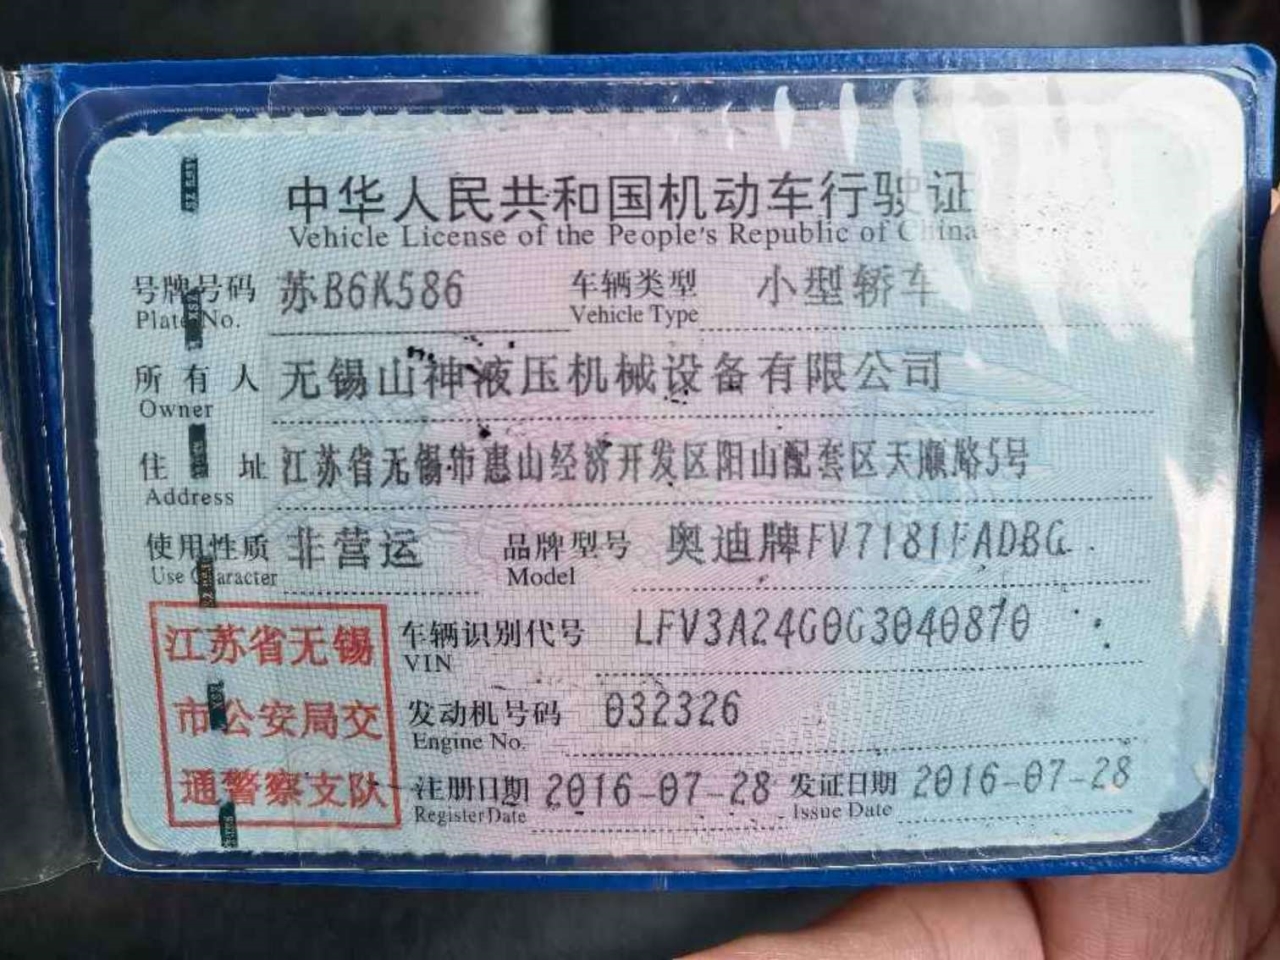 中华人民共和国机动车行驶证
Vehicle License of the People's Republic of China
号牌号码 苏B6K586 车辆类型 小型轿车
Plate No. Vehicle Type
所有人 无锡山神液压机械设备有限公司
Owner
住址 江苏省无锡市惠山经济开发区阳山配套区天顺路5号
Address
使用性质 非营运 品牌型号 奥迪牌FV7181FADBG
Use Character Model
江苏省无锡
市公安局交
通警察支队
车辆识别代号 LFV3A24G0G3040870
VIN
发动机号码 032326
Engine No.
注册日期 2016-07-28 发证日期 2016-07-28
Register Date Issue Date